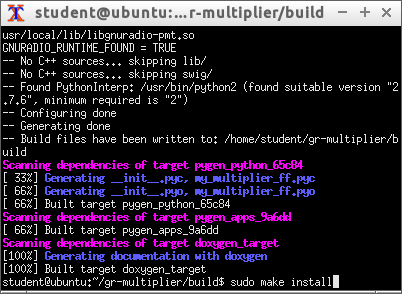 student@ubuntu:...r-multiplier/build
usr/local/lib/libgnuradio-pmt.so
GNURADIO_RUNTIME_FOUND = TRUE
-- No C++ sources... skipping lib/
-- No C++ sources... skipping swig/
-- Found PythonInterp: /usr/bin/python2 (found suitable version "2
.7.6", minimum required is "2")
-- Configuring done
-- Generating done
-- Build files have been written to: /home/student/gr-multiplier/b
uild
Scanning dependencies of target pygen_python_65c84
[ 33%] Generating __init__.pyc, my_multiplier_ff.pyc
[ 66%] Generating __init__.pyo, my_multiplier_ff.pyo
[ 66%] Built target pygen_python_65c84
Scanning dependencies of target pygen_apps_9a6dd
[ 66%] Built target pygen_apps_9a6dd
Scanning dependencies of target doxygen_target
[100%] Generating documentation with doxygen
[100%] Built target doxygen_target
student@ubuntu:~/gr-multiplier/build$ sudo make install